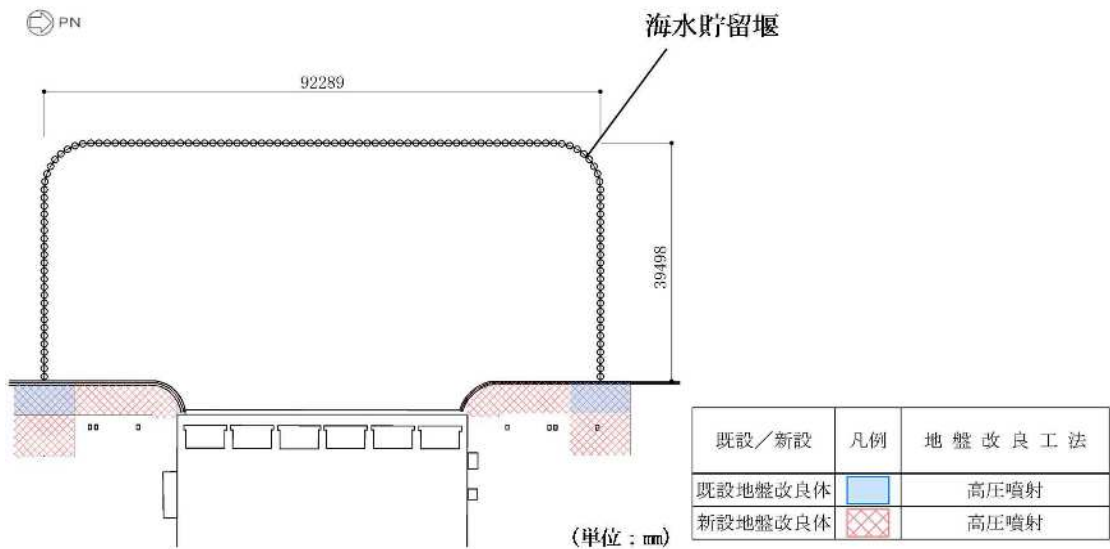 PN
海水貯留堰
92289
39498
既設／新設 凡例 地盤改良工法
既設地盤改良体 高圧噴射
新設地盤改良体 高圧噴射
(単位：mm)